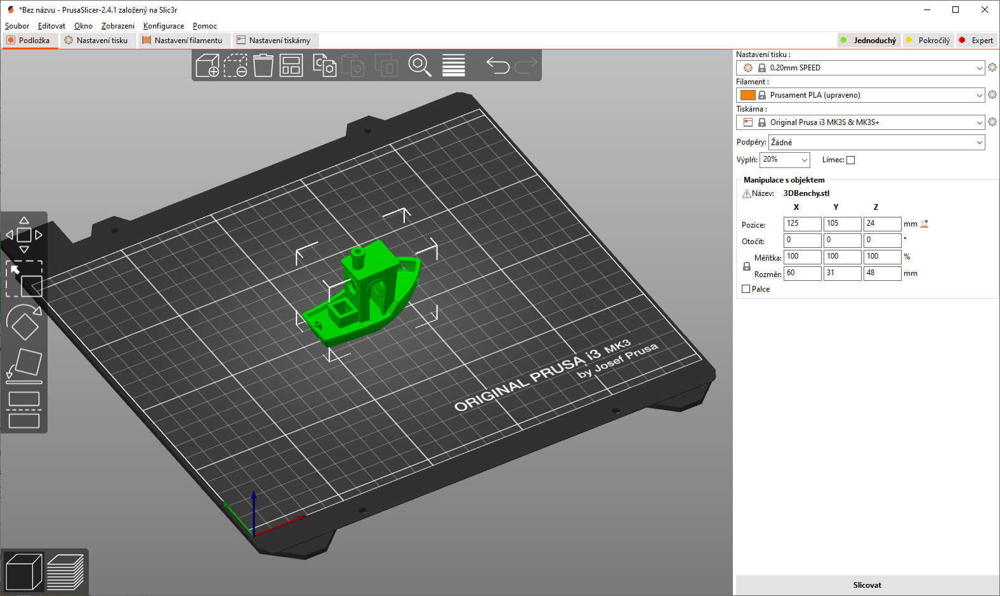 *Bez názvu - PrusaSlicer-2.4.1 založený na Slic3r
Soubor Editovat Okno Zobrazení Konfigurace Pomoc
Podložka Nastavení tisku Nastavení filamentu Nastavení tiskárny Jednoduchý Pokročilý Expert
Nastavení tisku :
0.20mm SPEED
Filament :
Prusament PLA (upraveno)
Tiskárna :
Original Prusa i3 MK3S & MK3S+
Podpěry: Žádné
Výplň: 20% Límec:
Manipulace s objektem
Název: 3DBenchy.stl
X Y Z
Pozice: 125 105 24 mm
Otočit: 0 0 0 °
Měřítka: 100 100 100 %
Rozměr: 60 31 48 mm
Palce
ORIGINAL PRUSA i3 MK3
by Josef Prusa
Slicovat